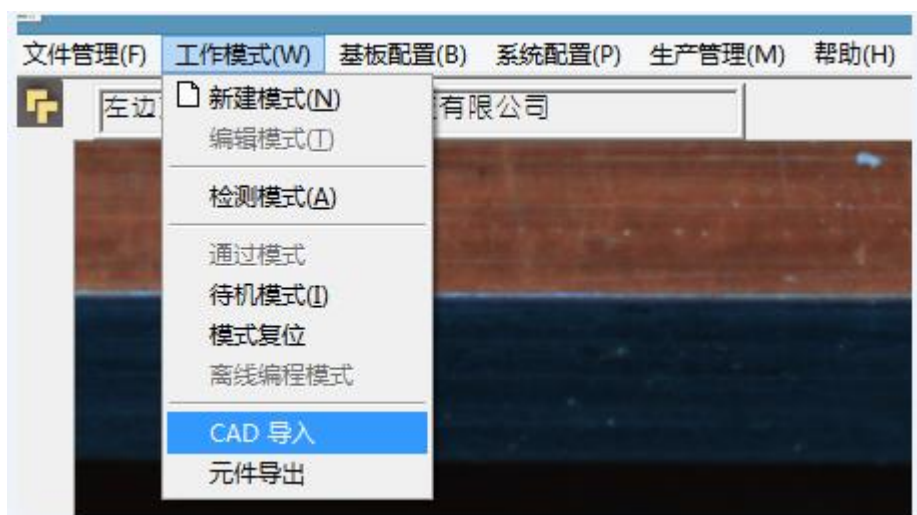 文件管理(F) 工作模式(W) 基板配置(B) 系统配置(P) 生产管理(M) 帮助(H)
左边 有限公司
新建模式(N)
编辑模式(T)
检测模式(A)
通过模式
待机模式(I)
模式复位
离线编程模式
CAD 导入
元件导出